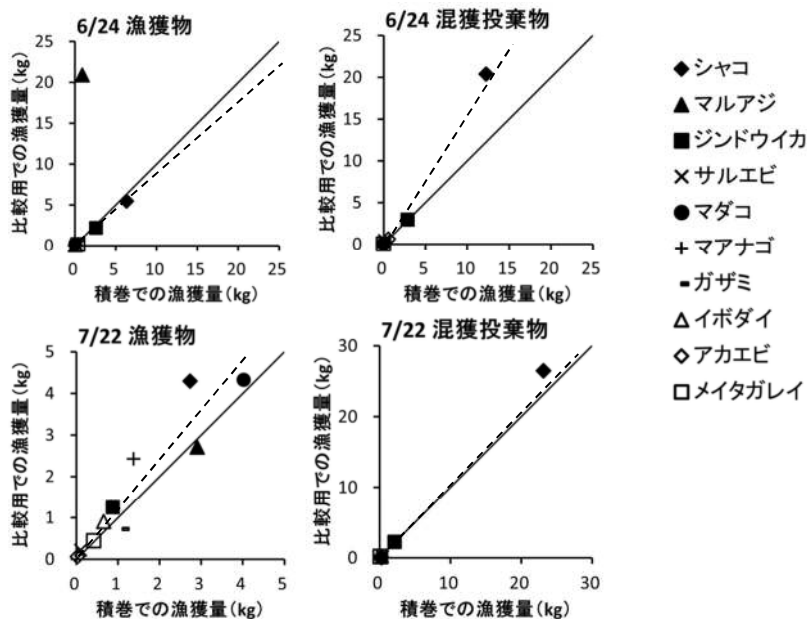 6/24 漁獲物
25
20
15
10
5
0
0 5 10 15 20 25
比較用での漁獲量(kg)
積巻での漁獲量(kg)
6/24 混獲投棄物
25
20
15
10
5
0
0 5 10 15 20 25
比較用での漁獲量(kg)
積巻での漁獲量(kg)
7/22 漁獲物
5
4
3
2
1
0
0 1 2 3 4 5
比較用での漁獲量(kg)
積巻での漁獲量(kg)
7/22 混獲投棄物
30
20
10
0
0 10 20 30
比較用での漁獲量(kg)
積巻での漁獲量(kg)
シャコ
マルアジ
ジンドウイカ
サルエビ
マダコ
マアナゴ
ガザミ
イボダイ
アカエビ
メイタガレイ